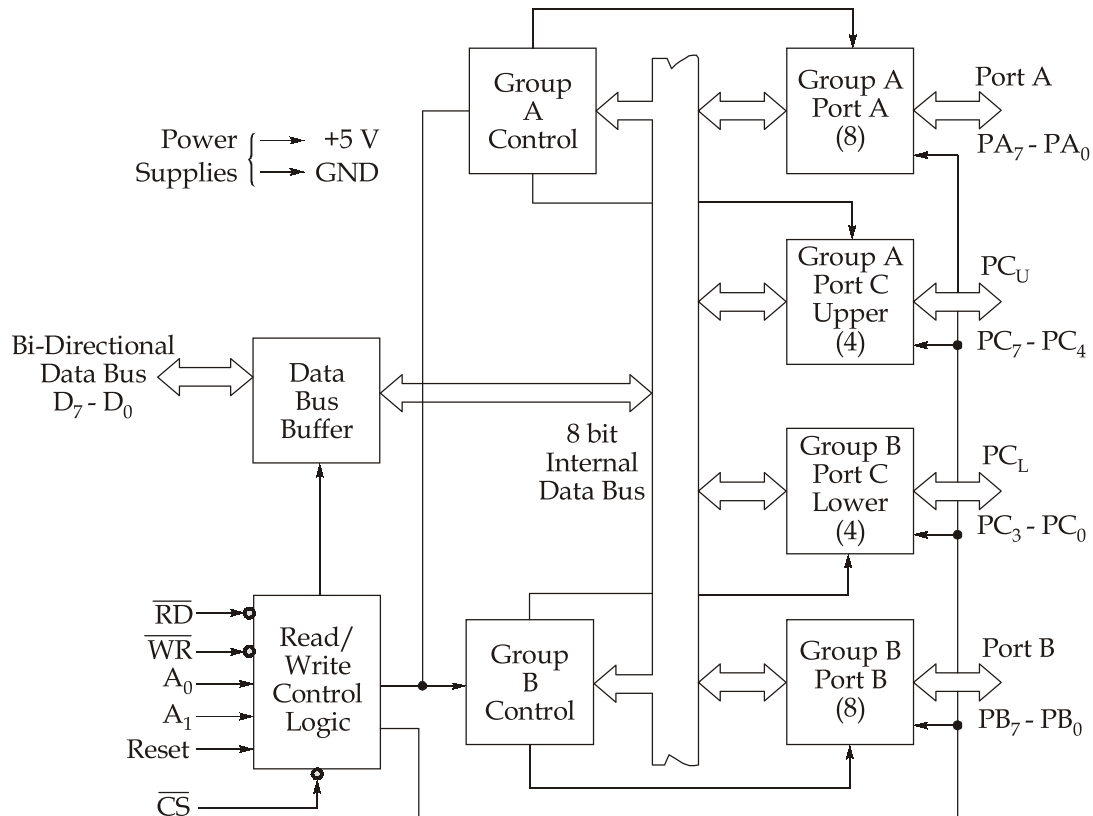 Group
A
Control
Group A
Port A
(8)
Port A
PA7 - PA0
Power
Supplies
+5 V
GND
Group A
Port C
Upper
(4)
PCU
PC7 - PC4
Bi-Directional
Data Bus
D7 - D0
Data
Bus
Buffer
8 bit
Internal
Data Bus
Group B
Port C
Lower
(4)
PCL
PC3 - PC0
RD
WR
A0
A1
Reset
CS
Read/
Write
Control
Logic
Group
B
Control
Group B
Port B
(8)
Port B
PB7 - PB0